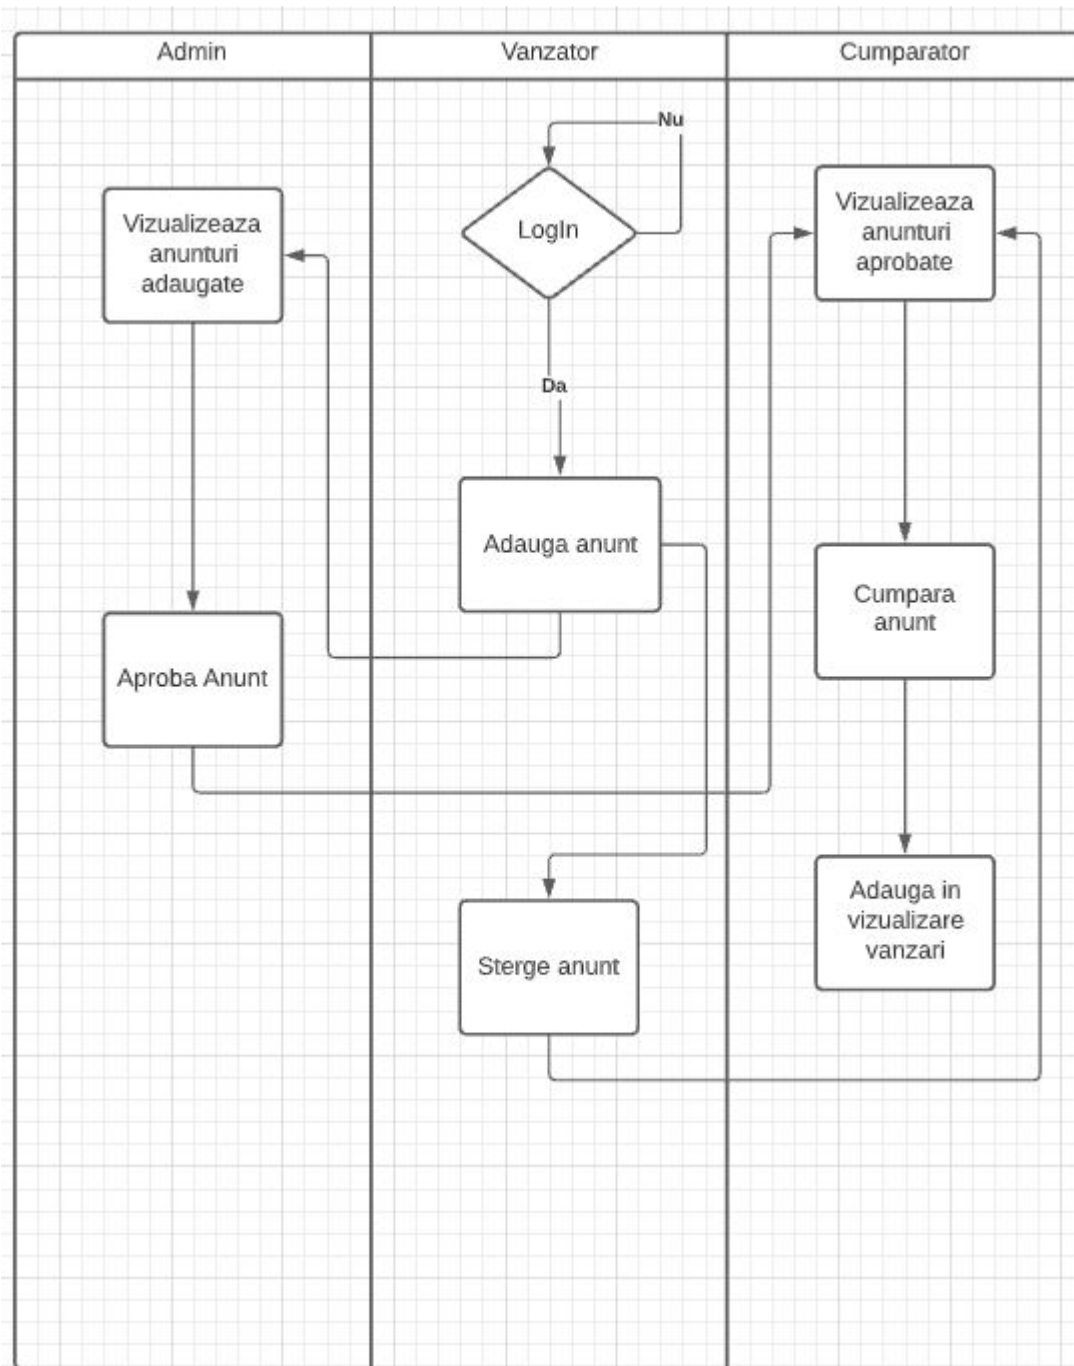 Admin
Vanzator
Cumparator
Vizualizeaza
anunturi
adaugate
Aproba Anunt
Nu
LogIn
Da
Adauga anunt
Sterge anunt
Vizualizeaza
anunturi
aprobate
Cumpara
anunt
Adauga in
vizualizare
vanzari